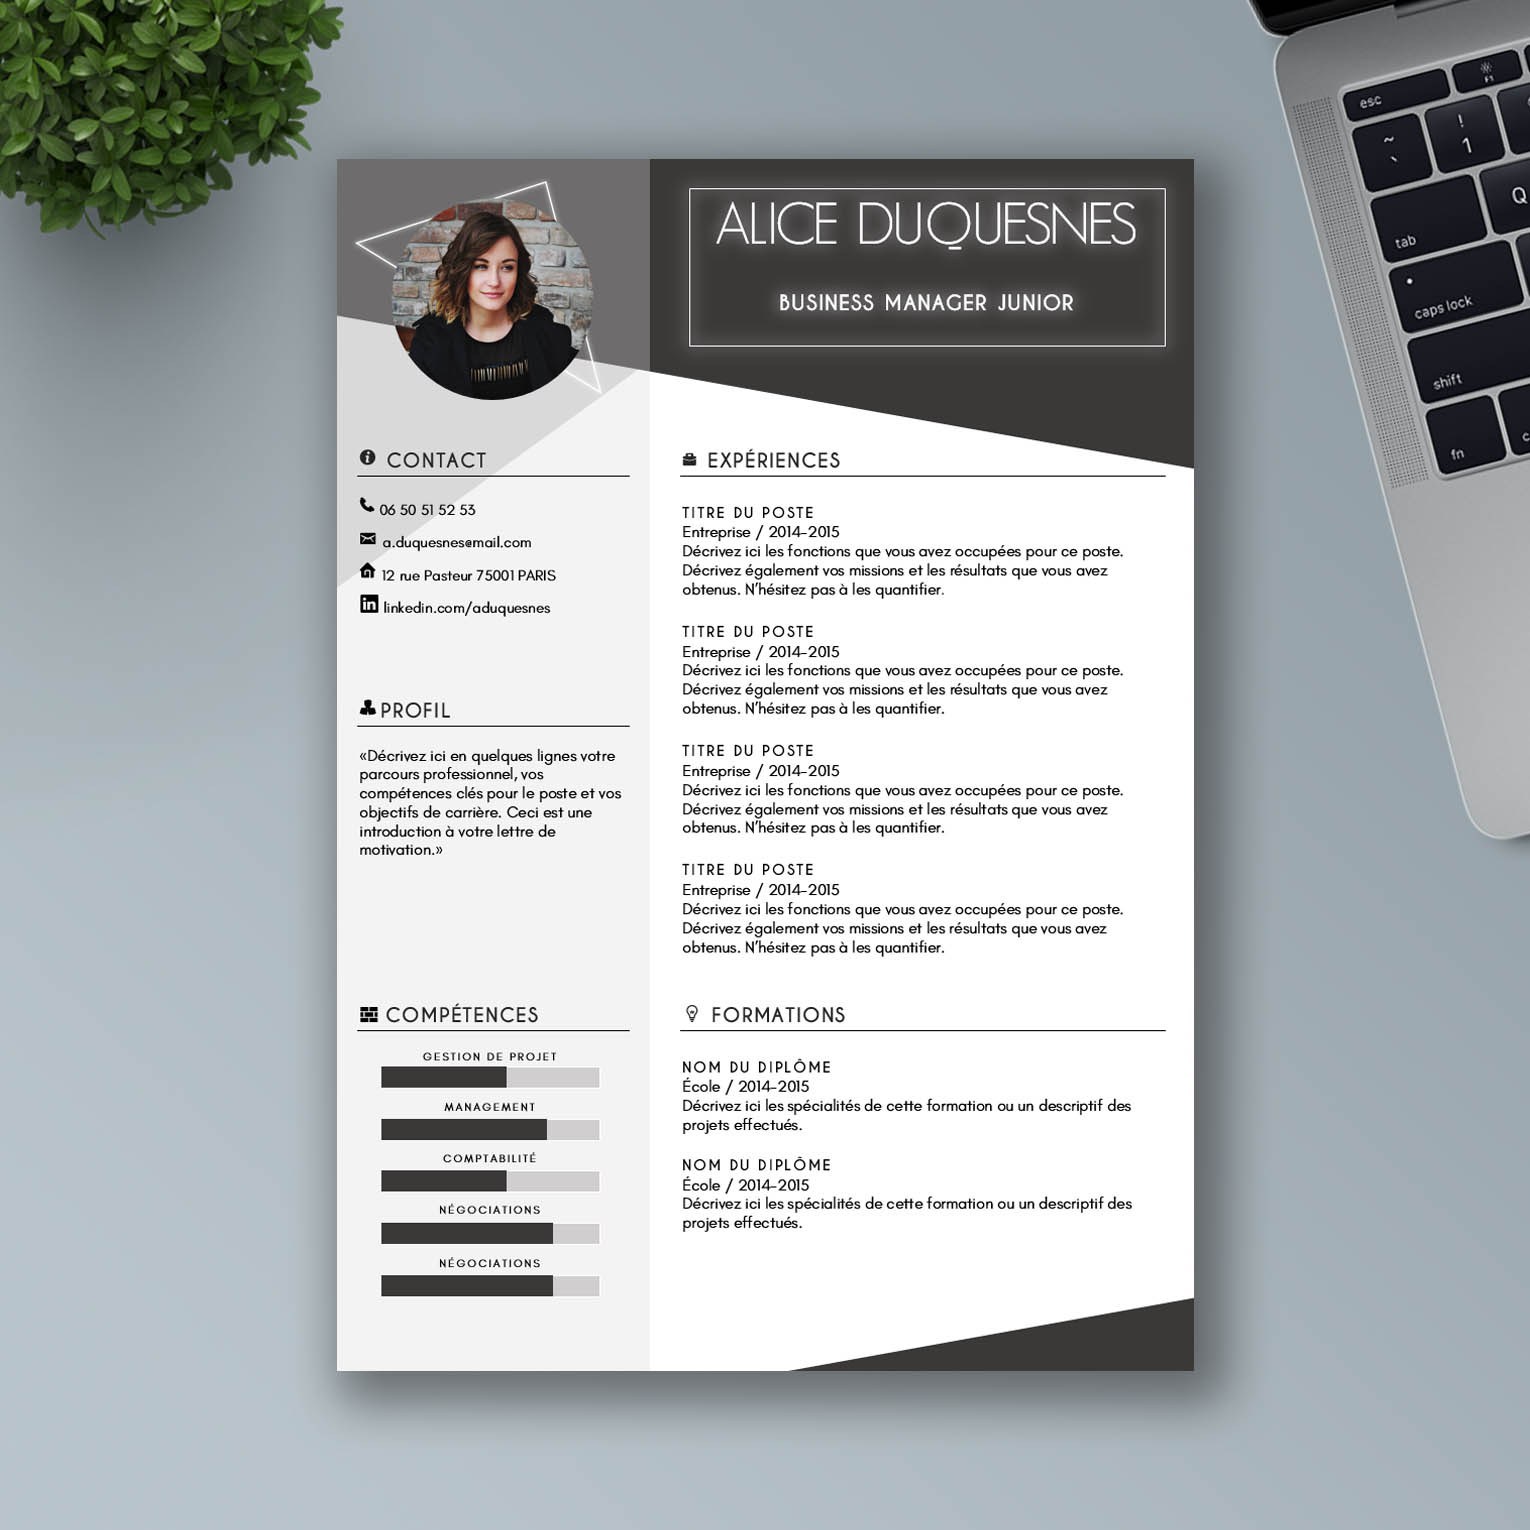 ALICE DUQUESNES
BUSINESS MANAGER JUNIOR
CONTACT
06 50 51 52 53
a.duquesnes@mail.com
12 rue Pasteur 75001 PARIS
linkedin.com/aduquesnes
PROFIL
«Décrivez ici en quelques lignes votre
parcours professionnel, vos
compétences clés pour le poste et vos
objectifs de carrière. Ceci est une
introduction à votre lettre de
motivation.»
COMPÉTENCES
GESTION DE PROJET
MANAGEMENT
COMPTABILITÉ
NÉGOCIATIONS
NÉGOCIATIONS
EXPÉRIENCES
TITRE DU POSTE
Entreprise / 2014-2015
Décrivez ici les fonctions que vous avez occupées pour ce poste.
Décrivez également vos missions et les résultats que vous avez
obtenus. N'hésitez pas à les quantifier.
TITRE DU POSTE
Entreprise / 2014-2015
Décrivez ici les fonctions que vous avez occupées pour ce poste.
Décrivez également vos missions et les résultats que vous avez
obtenus. N'hésitez pas à les quantifier.
TITRE DU POSTE
Entreprise / 2014-2015
Décrivez ici les fonctions que vous avez occupées pour ce poste.
Décrivez également vos missions et les résultats que vous avez
obtenus. N'hésitez pas à les quantifier.
TITRE DU POSTE
Entreprise / 2014-2015
Décrivez ici les fonctions que vous avez occupées pour ce poste.
Décrivez également vos missions et les résultats que vous avez
obtenus. N'hésitez pas à les quantifier.
FORMATIONS
NOM DU DIPLÔME
École / 2014-2015
Décrivez ici les spécialités de cette formation ou un descriptif des
projets effectués.
NOM DU DIPLÔME
École / 2014-2015
Décrivez ici les spécialités de cette formation ou un descriptif des
projets effectués.
esc
F1
~
`
!
1
tab
Q
caps lock
shift
fn
c